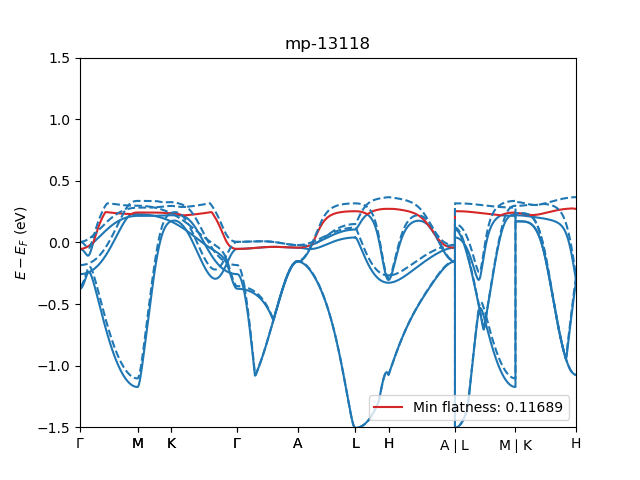 mp-13118
1.5
1.0
0.5
0.0
−0.5
−1.0
−1.5
E − E_F (eV)
Min flatness: 0.11689
Γ M K Γ A L H A | L M | K H